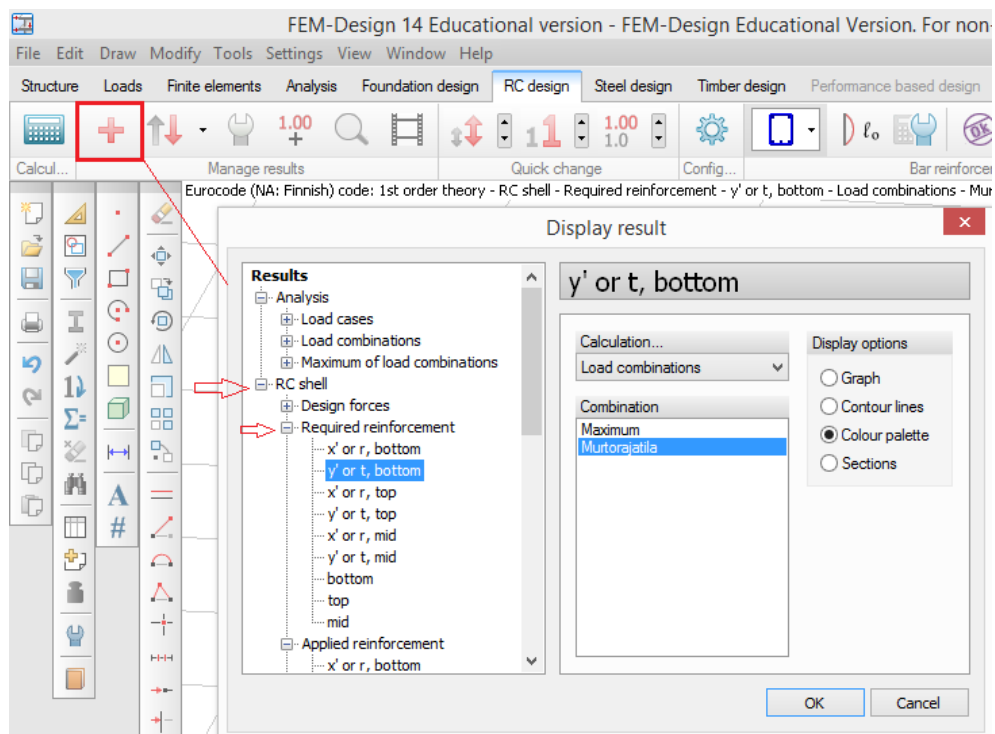 FEM-Design 14 Educational version - FEM-Design Educational Version. For non-
File Edit Draw Modify Tools Settings View Window Help
Structure Loads Finite elements Analysis Foundation design RC design Steel design Timber design Performance based design
1.00
1 1
1.00
1.0
ℓo
OK
Calcul... Manage results Quick change Config... Bar reinforcer
Eurocode (NA: Finnish) code: 1st order theory - RC shell - Required reinforcement - y' or t, bottom - Load combinations - Mur
Display result
Results
Analysis
Load cases
Load combinations
Maximum of load combinations
RC shell
Design forces
Required reinforcement
x' or r, bottom
y' or t, bottom
x' or r, top
y' or t, top
x' or r, mid
y' or t, mid
bottom
top
mid
Applied reinforcement
x' or r, bottom
y' or t, bottom
Calculation...
Load combinations
Combination
Maximum
Murtorajatila
Display options
Graph
Contour lines
Colour palette
Sections
OK Cancel
A
#